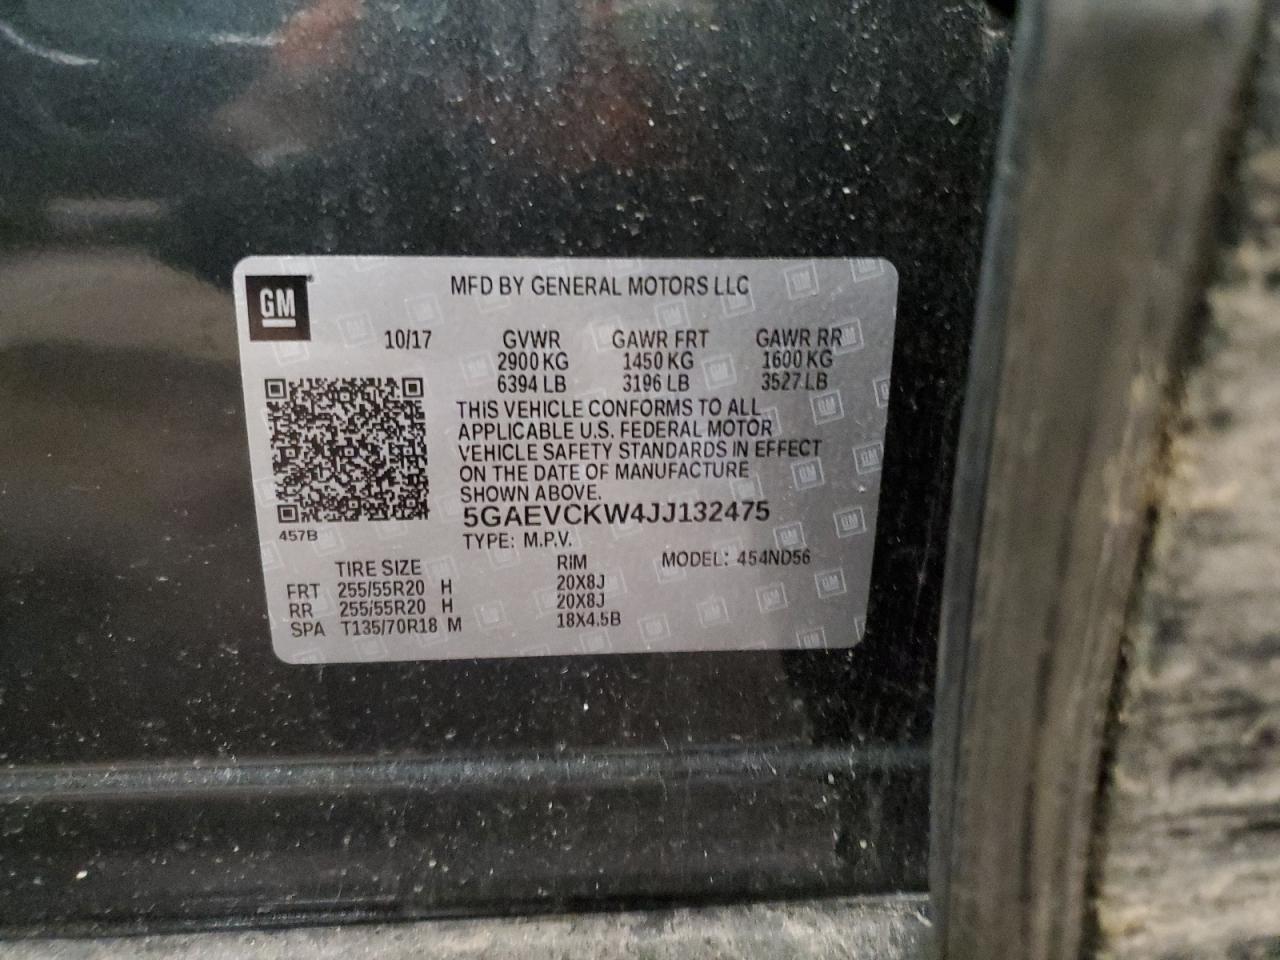 GM
MFD BY GENERAL MOTORS LLC
10/17 GVWR GAWR FRT GAWR RR
2900 KG 1450 KG 1600 KG
6394 LB 3196 LB 3527 LB
THIS VEHICLE CONFORMS TO ALL
APPLICABLE U.S. FEDERAL MOTOR
VEHICLE SAFETY STANDARDS IN EFFECT
ON THE DATE OF MANUFACTURE
SHOWN ABOVE.
5GAEVCKW4JJ132475
457B
TYPE: M.P.V.
TIRE SIZE RIM MODEL: 454ND56
FRT 255/55R20 H 20X8J
RR 255/55R20 H 20X8J
SPA T135/70R18 M 18X4.5B